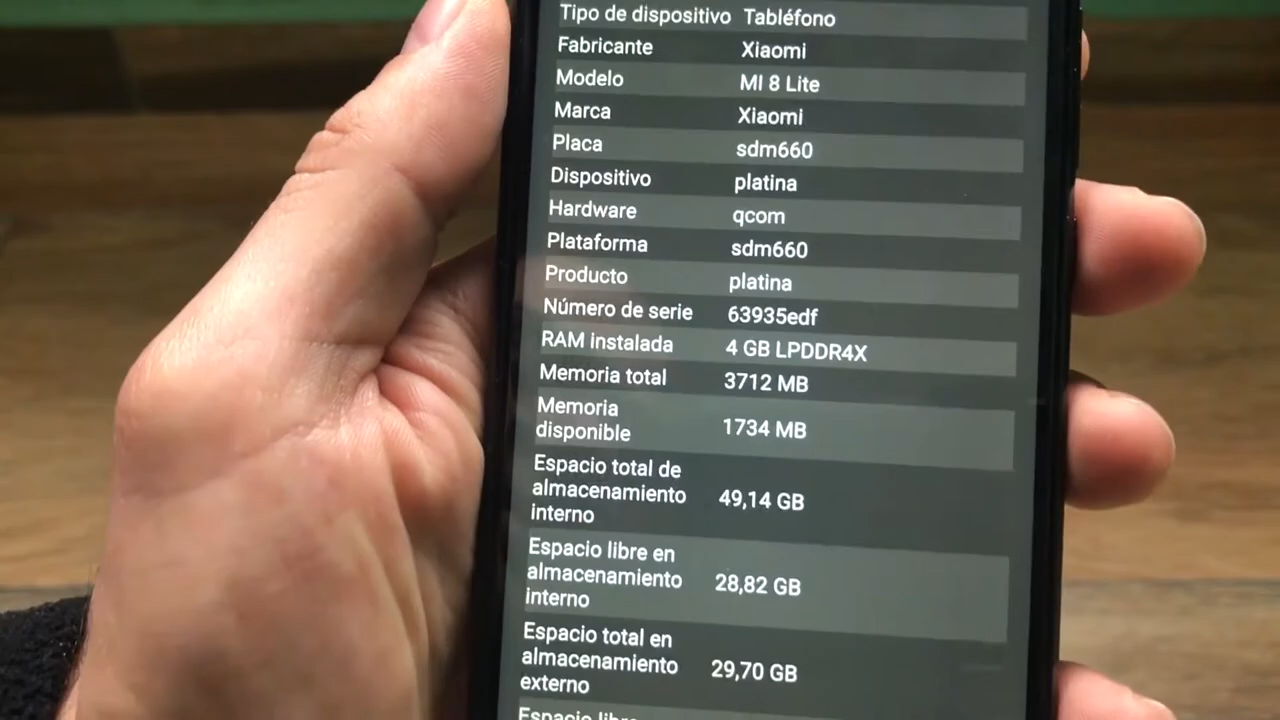 Tipo de dispositivo Tabléfono
Fabricante Xiaomi
Modelo MI 8 Lite
Marca Xiaomi
Placa sdm660
Dispositivo platina
Hardware qcom
Plataforma sdm660
Producto platina
Número de serie 63935edf
RAM instalada 4 GB LPDDR4X
Memoria total 3712 MB
Memoria
disponible 1734 MB
Espacio total de
almacenamiento 49,14 GB
interno
Espacio libre en
almacenamiento 28,82 GB
interno
Espacio total en
almacenamiento 29,70 GB
externo
Espacio libre